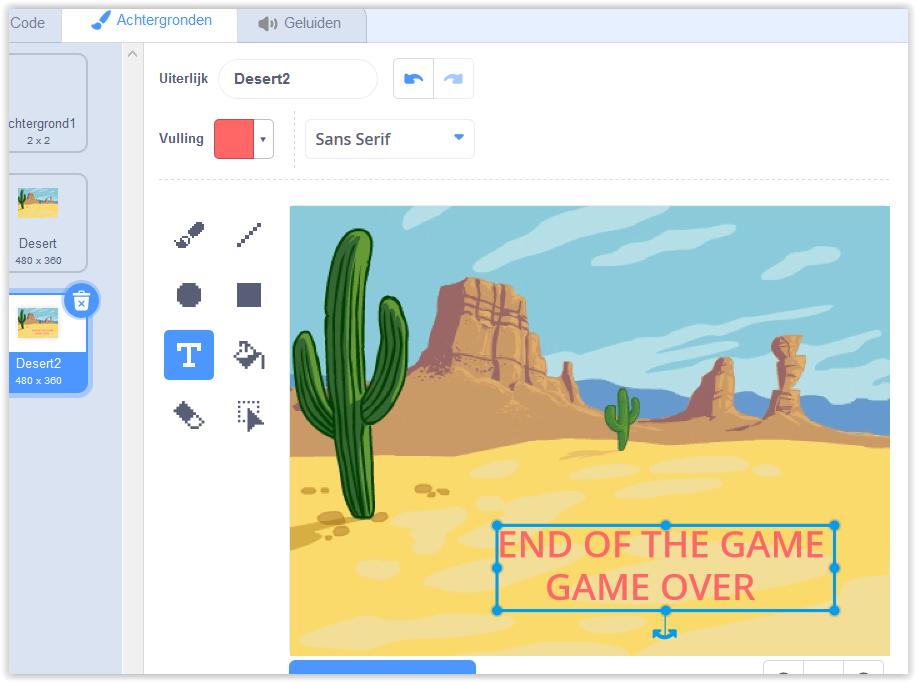 Code
Achtergronden
Geluiden
Uiterlijk
Desert2
Vulling
Sans Serif
chtergrond1
2 x 2
Desert
480 x 360
Desert2
480 x 360
T
END OF THE GAME
GAME OVER